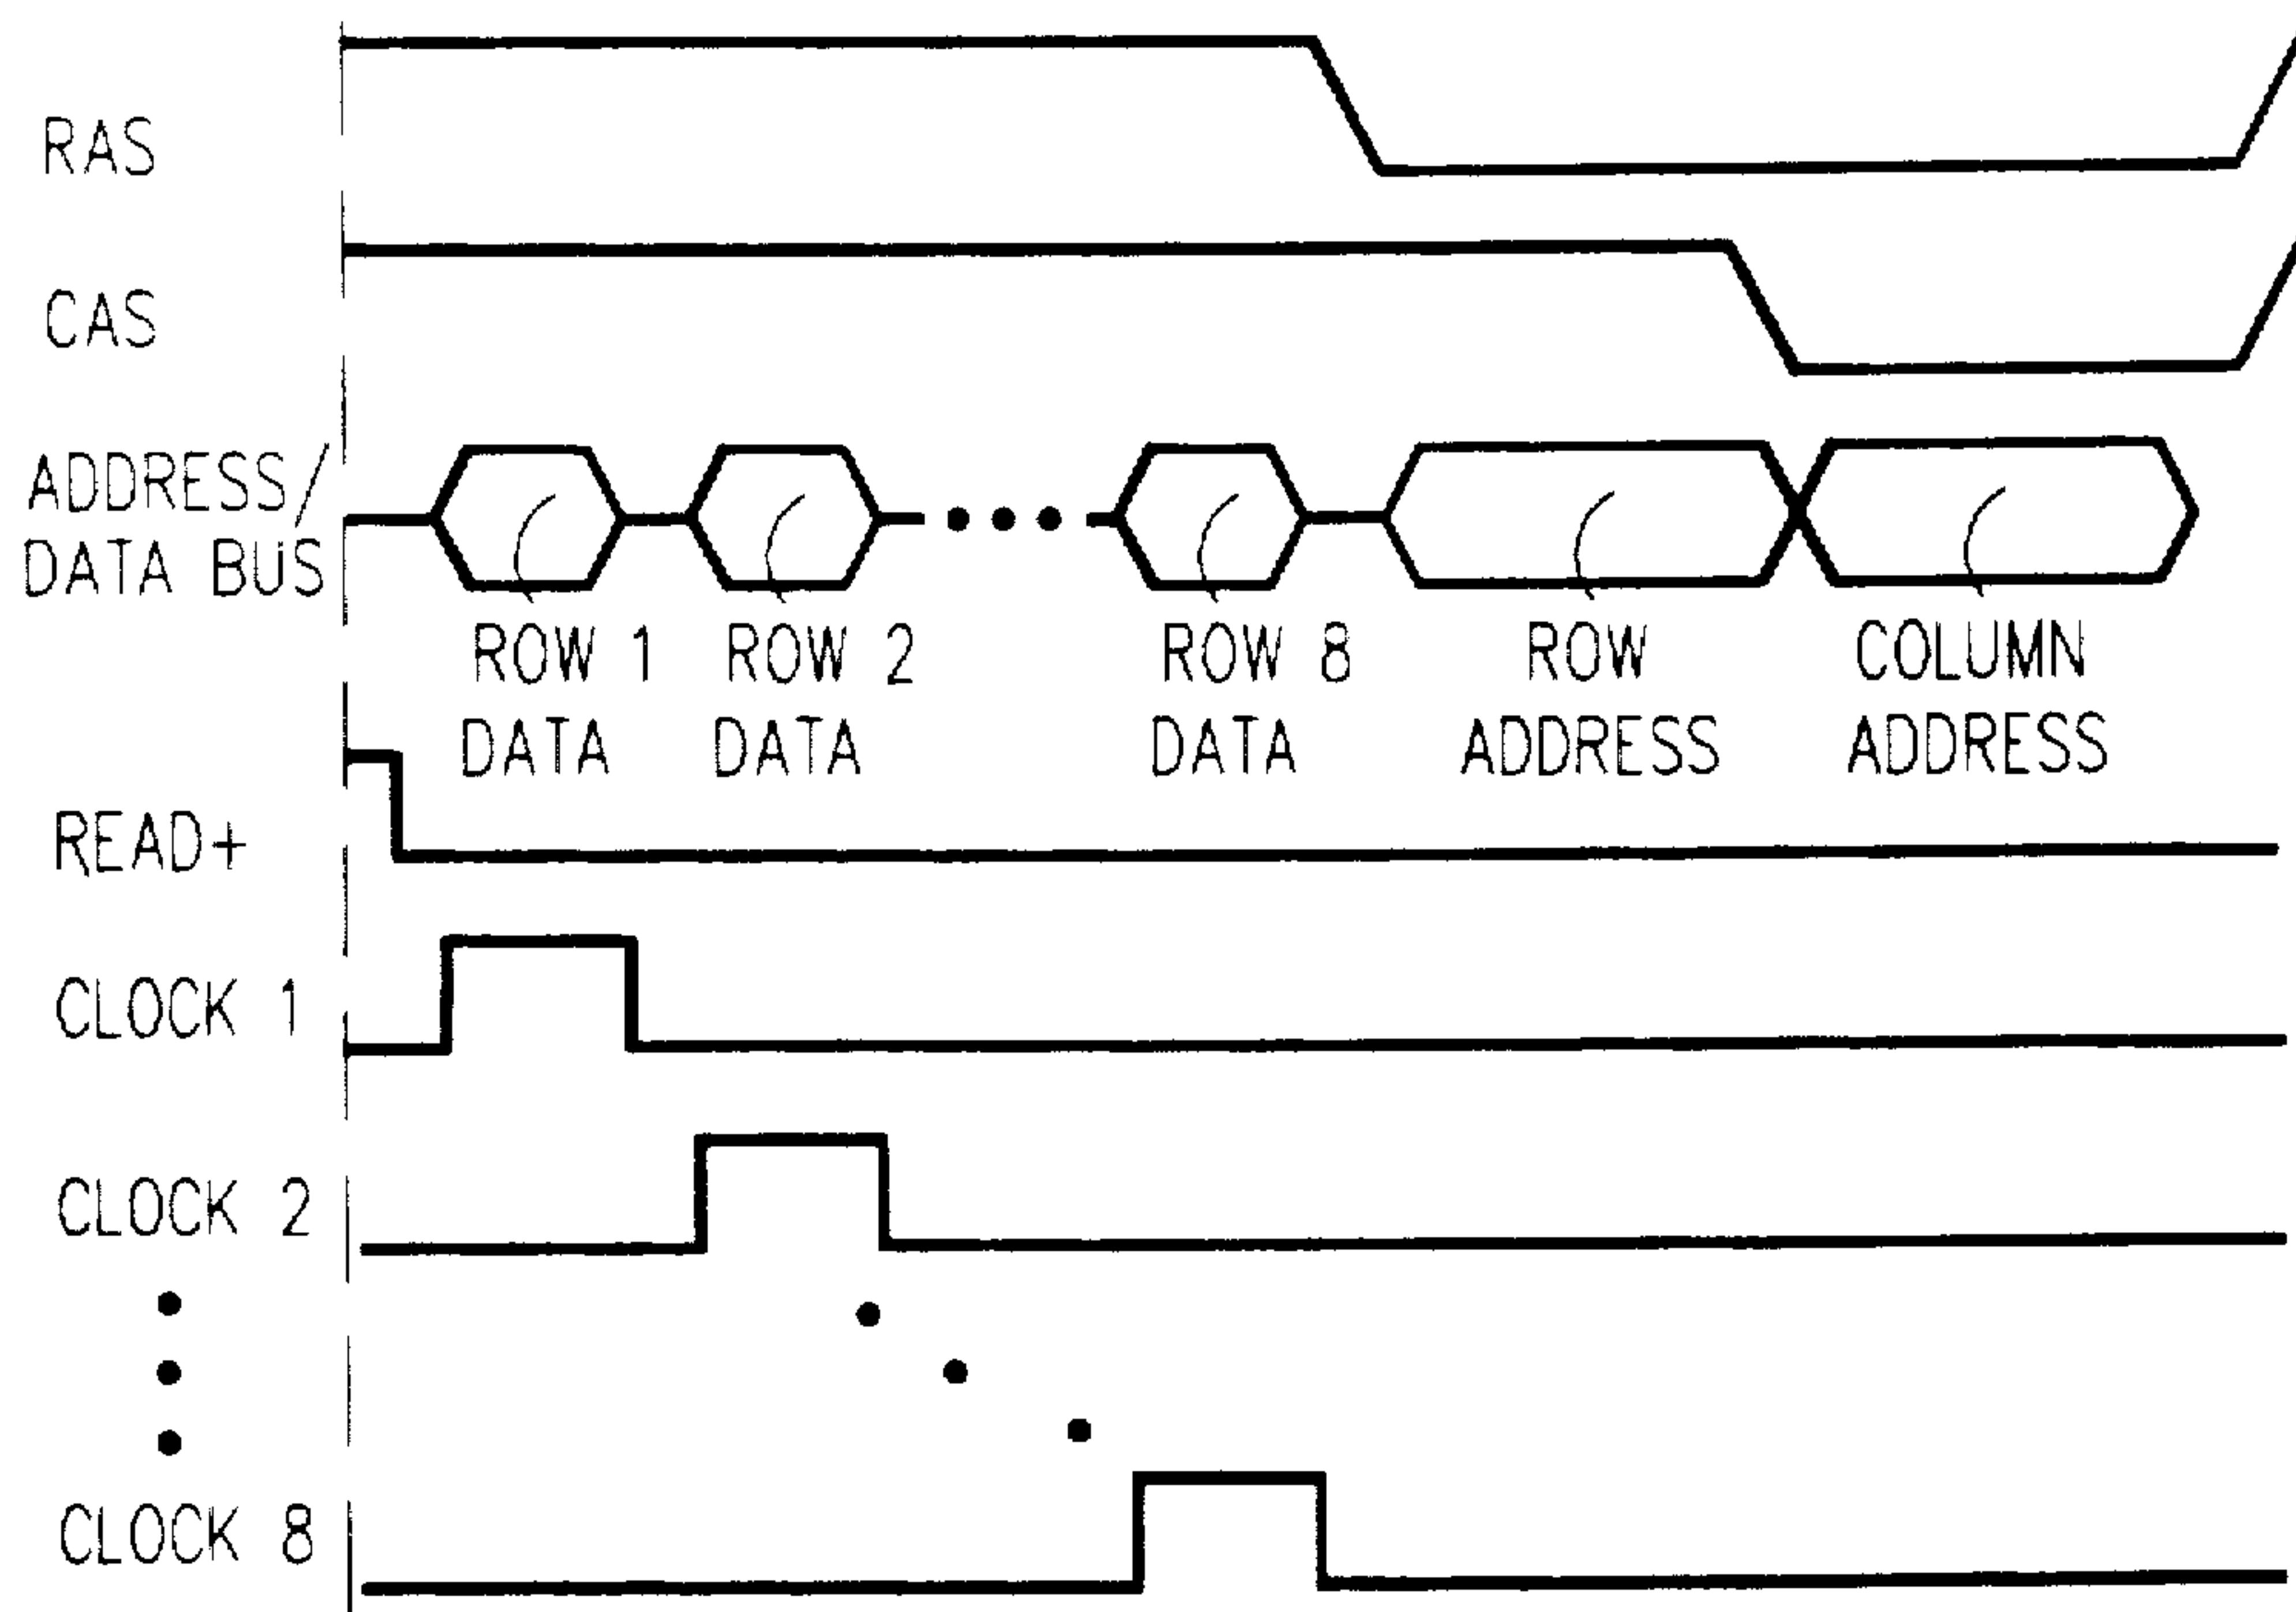 RAS
CAS
ADDRESS/
DATA BUS
ROW 1
DATA
ROW 2
DATA
ROW 8
DATA
ROW
ADDRESS
COLUMN
ADDRESS
READ+
CLOCK 1
CLOCK 2
CLOCK 8